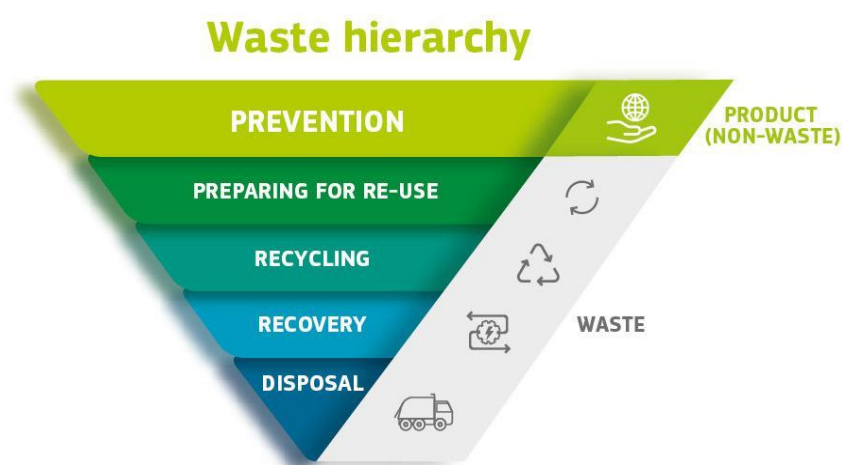 Waste hierarchy
PREVENTION
PRODUCT
(NON-WASTE)
PREPARING FOR RE-USE
RECYCLING
RECOVERY
WASTE
DISPOSAL